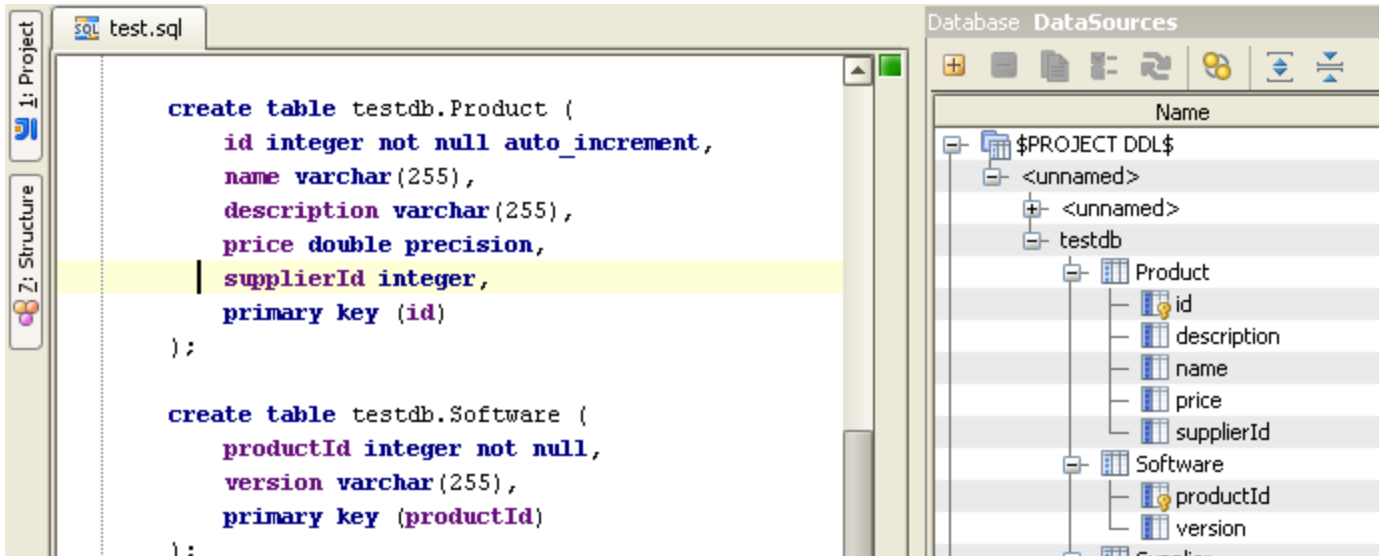 1: Project
7: Structure
SQL test.sql
create table testdb.Product (
id integer not null auto_increment,
name varchar(255),
description varchar(255),
price double precision,
supplierId integer,
primary key (id)
);
create table testdb.Software (
productId integer not null,
version varchar(255),
primary key (productId)
);
Database DataSources
Name
$PROJECT DDL$
<unnamed>
<unnamed>
testdb
Product
id
description
name
price
supplierId
Software
productId
version
Supplier